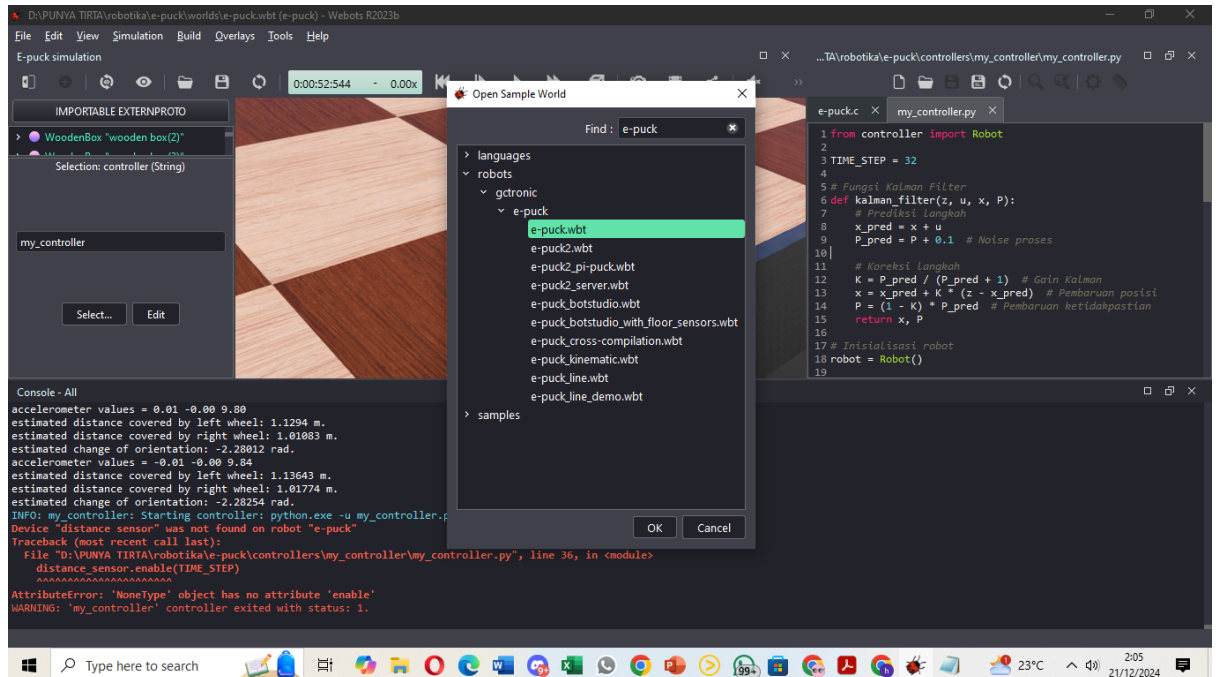 D:\PUNYA TIRTA\robotika\e-puck\worlds\e-puck.wbt (e-puck) - Webots R2023b
File Edit View Simulation Build Overlays Tools Help
E-puck simulation
0:00:52:544 - 0.00x
IMPORTABLE EXTERNPROTO
WoodenBox "wooden box(2)"
Selection: controller (String)
my_controller
Select... Edit
Open Sample World
Find : e-puck
languages
robots
gctronic
e-puck
e-puck.wbt
e-puck2.wbt
e-puck2_pi-puck.wbt
e-puck2_server.wbt
e-puck_botstudio.wbt
e-puck_botstudio_with_floor_sensors.wbt
e-puck_cross-compilation.wbt
e-puck_kinematic.wbt
e-puck_line.wbt
e-puck_line_demo.wbt
samples
OK Cancel
...TA\robotika\e-puck\controllers\my_controller\my_controller.py
e-puck.c my_controller.py
1 from controller import Robot
2
3 TIME_STEP = 32
4
5 # Fungsi Kalman Filter
6 def kalman_filter(z, u, x, P):
7 # Prediksi Langkah
8 x_pred = x + u
9 P_pred = P + 0.1 # Noise proses
10
11 # Koreksi Langkah
12 K = P_pred / (P_pred + 1) # Gain Kalman
13 x = x_pred + K * (z - x_pred) # Pembaruan posisi
14 P = (1 - K) * P_pred # Pembaruan ketidakpastian
15 return x, P
16
17 # Inisialisasi robot
18 robot = Robot()
19
Console - All
accelerometer values = 0.01 -0.00 9.80
estimated distance covered by left wheel: 1.1294 m.
estimated distance covered by right wheel: 1.01083 m.
estimated change of orientation: -2.28012 rad.
accelerometer values = -0.01 -0.00 9.84
estimated distance covered by left wheel: 1.13643 m.
estimated distance covered by right wheel: 1.01774 m.
estimated change of orientation: -2.28254 rad.
INFO: my_controller: Starting controller: python.exe -u my_controller.p
Device "distance sensor" was not found on robot "e-puck"
Traceback (most recent call last):
File "D:\PUNYA TIRTA\robotika\e-puck\controllers\my_controller\my_controller.py", line 36, in <module>
distance_sensor.enable(TIME_STEP)
^^^^^^^^^^^^^^^^^^^^^^
AttributeError: 'NoneType' object has no attribute 'enable'
WARNING: 'my_controller' controller exited with status: 1.
Type here to search
99+
23°C
2:05
21/12/2024